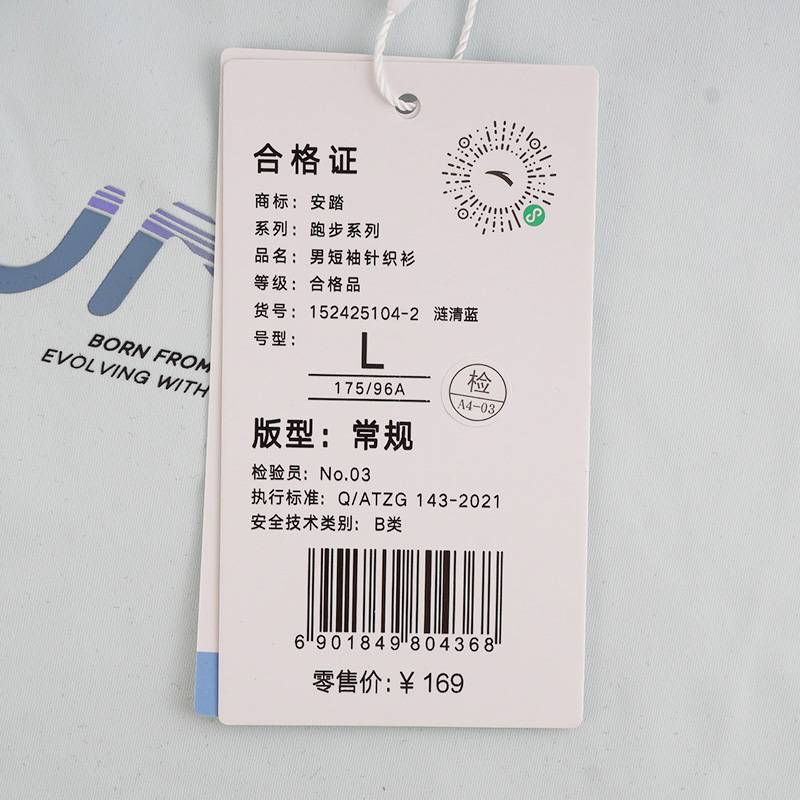 合格证
商标：安踏
系列：跑步系列
品名：男短袖针织衫
等级：合格品
货号：152425104-2 涟清蓝
号型：L
175/96A
检
A4-03
版型：常规
检验员：No.03
执行标准：Q/ATZG 143-2021
安全技术类别：B类
6901849804368
零售价：¥ 169
BORN FROM
EVOLVING WITH